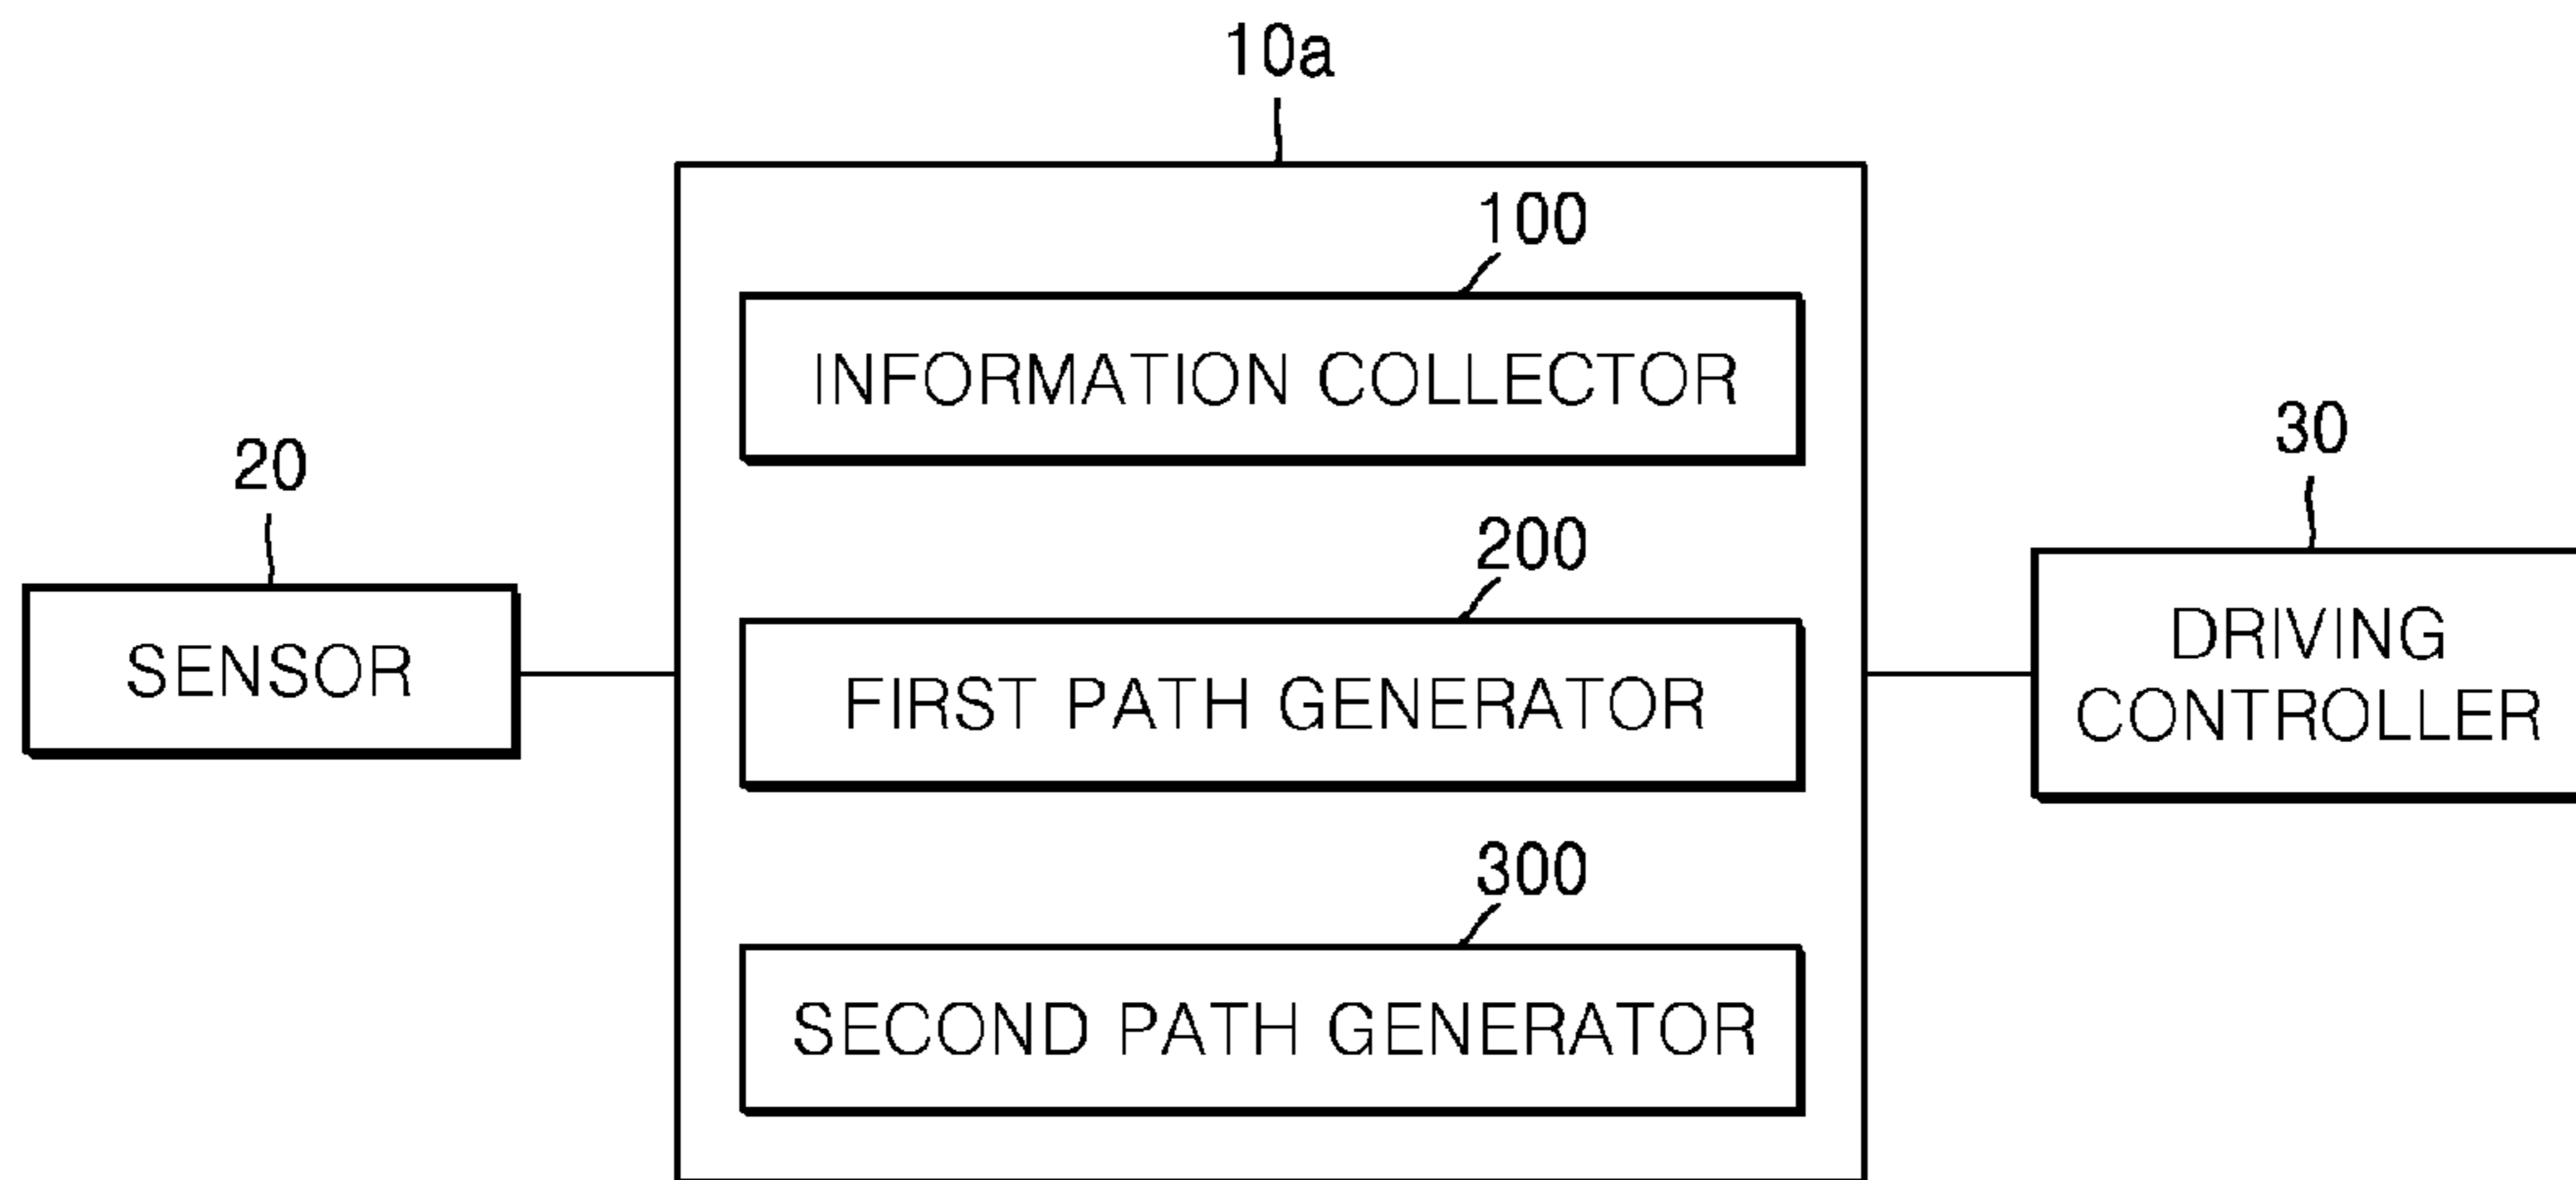 10a
100
INFORMATION COLLECTOR
20
SENSOR
200
FIRST PATH GENERATOR
300
SECOND PATH GENERATOR
30
DRIVING
CONTROLLER